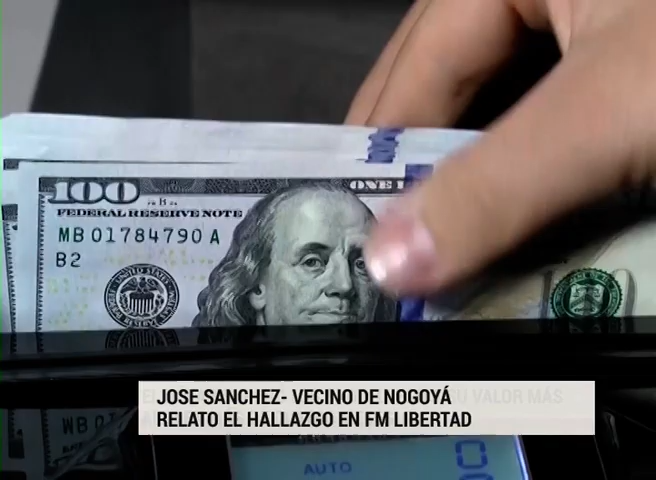 100
ONE
FEDERAL RESERVE NOTE
MB 01784790 A
B2
JOSE SANCHEZ- VECINO DE NOGOYÁ
RELATO EL HALLAZGO EN FM LIBERTAD
AUTO